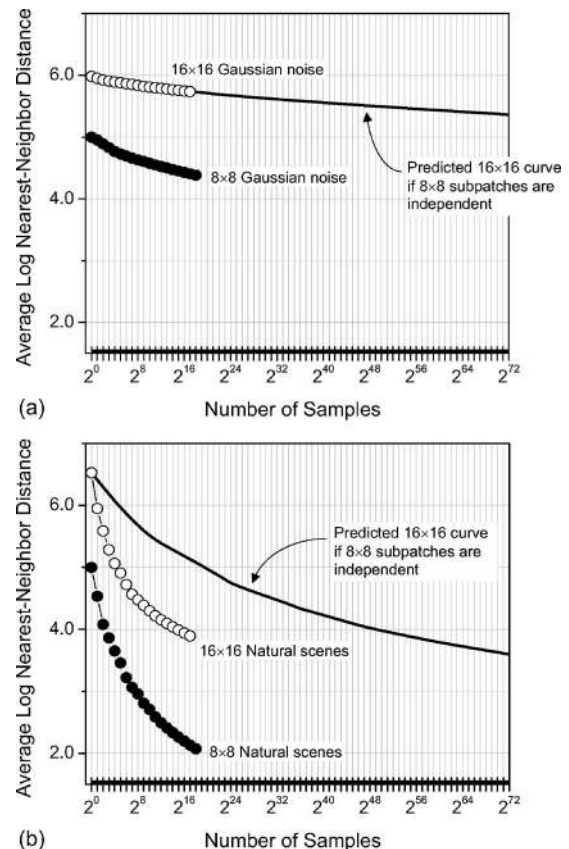 Average Log Nearest-Neighbor Distance
6.0
4.0
2.0
16×16 Gaussian noise
8×8 Gaussian noise
Predicted 16×16 curve
if 8×8 subpatches are
independent
2^0 2^8 2^16 2^24 2^32 2^40 2^48 2^56 2^64 2^72
(a)
Number of Samples
Average Log Nearest-Neighbor Distance
6.0
4.0
2.0
Predicted 16×16 curve
if 8×8 subpatches are
independent
16×16 Natural scenes
8×8 Natural scenes
2^0 2^8 2^16 2^24 2^32 2^40 2^48 2^56 2^64 2^72
(b)
Number of Samples